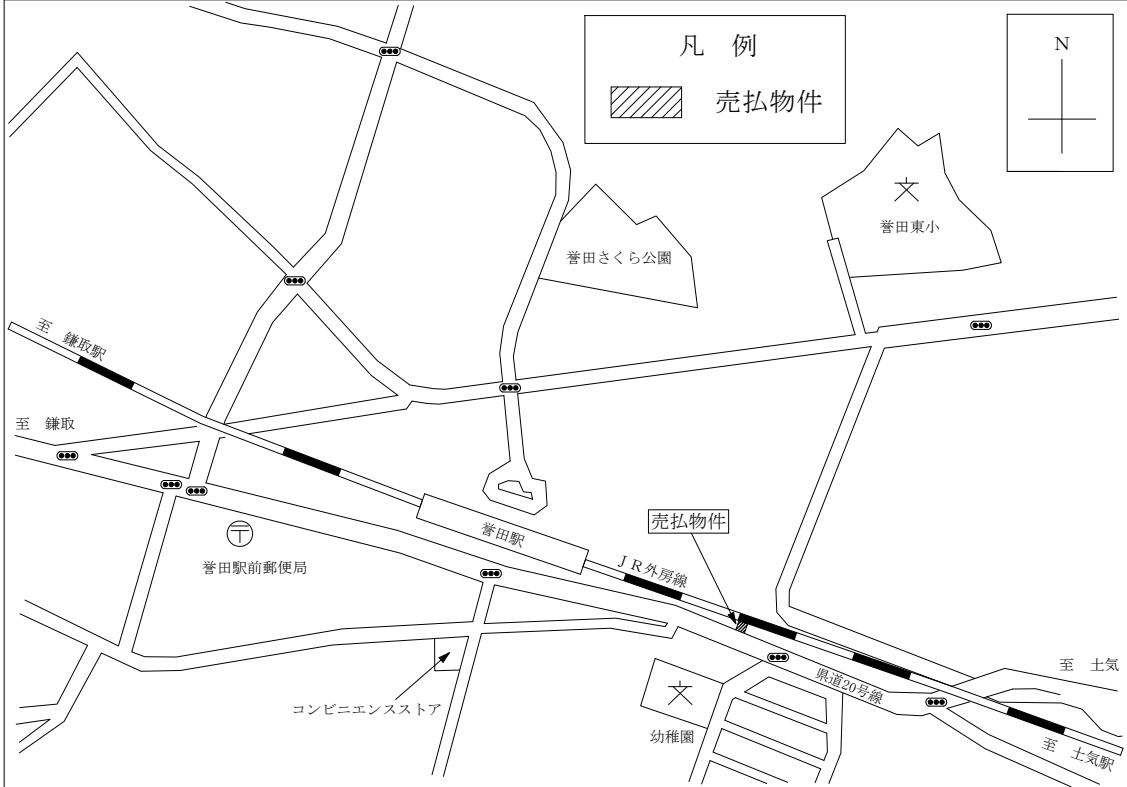 凡 例
売払物件
N
誉田東小
誉田さくら公園
至 鎌取駅
至 鎌取
誉田駅
売払物件
JR外房線
〒
誉田駅前郵便局
コンビニエンスストア
幼稚園
県道20号線
至 土気
至 土気駅